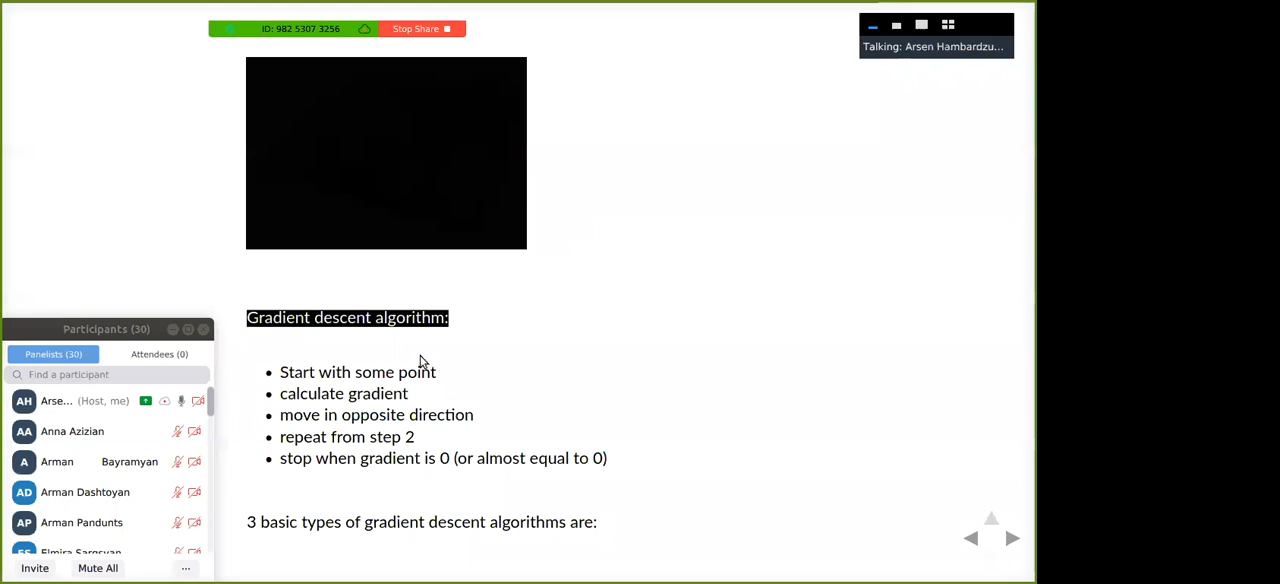 ID: 982 5307 3256 Stop Share
Talking: Arsen Hambardzu...
Gradient descent algorithm:
• Start with some point
• calculate gradient
• move in opposite direction
• repeat from step 2
• stop when gradient is 0 (or almost equal to 0)
3 basic types of gradient descent algorithms are:
Participants (30)
Panelists (30) Attendees (0)
Find a participant
AH Arse... (Host, me)
AA Anna Azizian
A Arman Bayramyan
AD Arman Dashtoyan
AP Arman Pandunts
Elmira Sargsyan
Invite Mute All ...